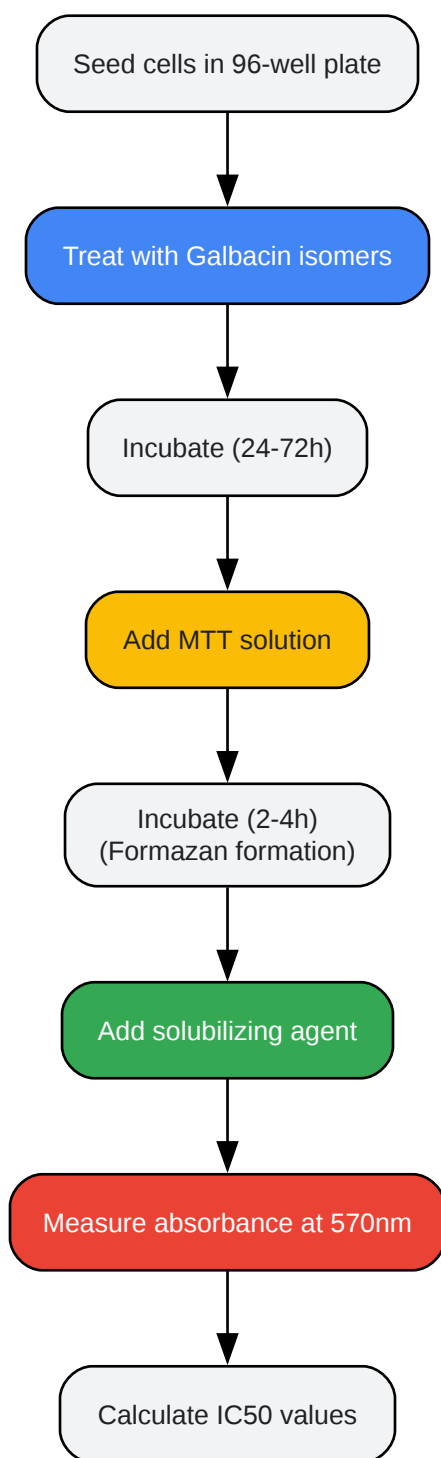 Seed cells in 96-well plate
Treat with Galbacin isomers
Incubate (24-72h)
Add MTT solution
Incubate (2-4h)
(Formazan formation)
Add solubilizing agent
Measure absorbance at 570nm
Calculate IC50 values